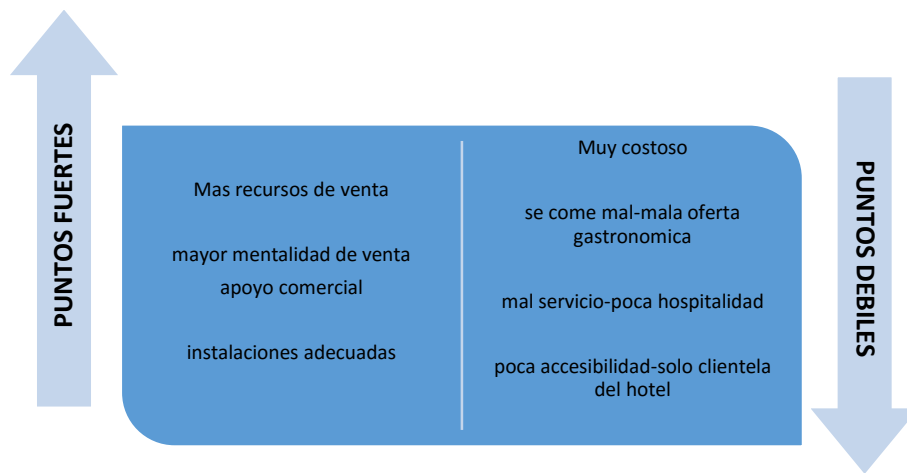 PUNTOS FUERTES
Mas recursos de venta
mayor mentalidad de venta
apoyo comercial
instalaciones adecuadas
Muy costoso
se come mal-mala oferta
gastronomica
mal servicio-poca hospitalidad
poca accesibilidad-solo clientela
del hotel
PUNTOS DEBILES